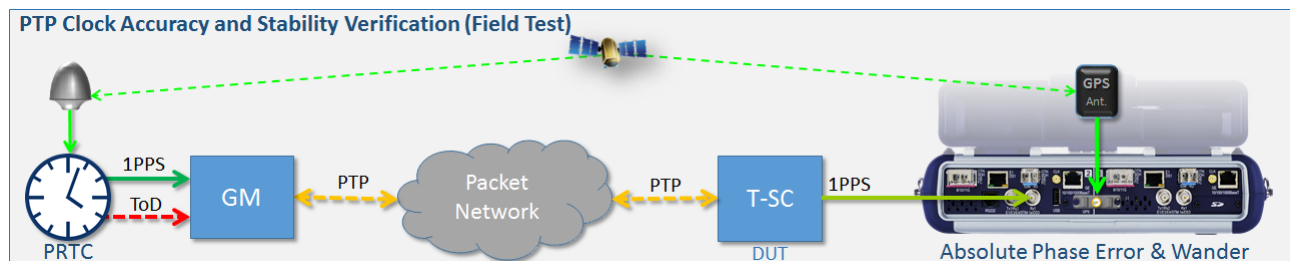 PTP Clock Accuracy and Stability Verification (Field Test)
GPS
Ant.
1PPS
ToD
PRTC
GM
PTP
Packet
Network
PTP
T-SC
DUT
1PPS
Absolute Phase Error & Wander